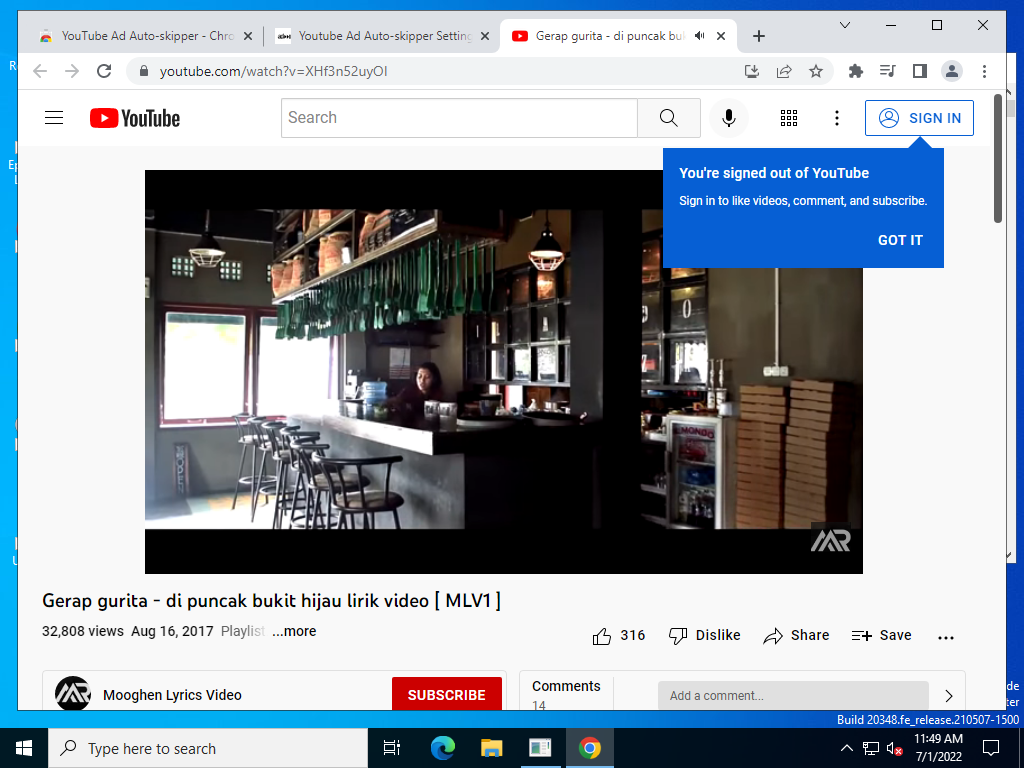 YouTube Ad Auto-skipper - Chro
Youtube Ad Auto-skipper Setting
Gerap gurita - di puncak buk
youtube.com/watch?v=XHf3n52uyOI
YouTube
Search
SIGN IN
You're signed out of YouTube
Sign in to like videos, comment, and subscribe.
GOT IT
MR
Gerap gurita - di puncak bukit hijau lirik video [ MLV1 ]
32,808 views Aug 16, 2017 Playlist ...more
316 Dislike Share Save
Mooghen Lyrics Video
SUBSCRIBE
Comments
14
Add a comment...
Build 20348.fe_release.210507-1500
Type here to search
11:49 AM
7/1/2022